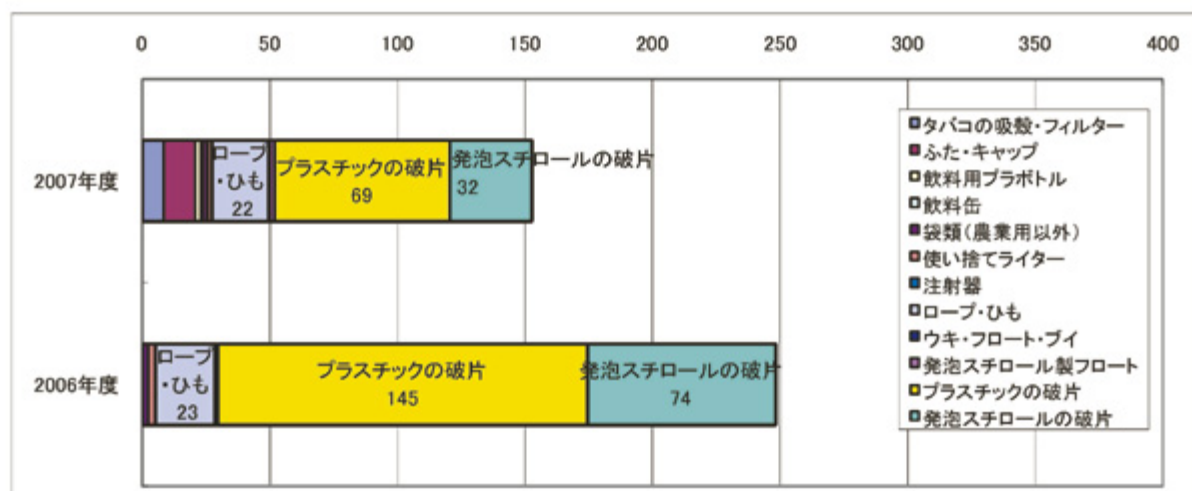 0 50 100 150 200 250 300 350 400
2007年度
ロープ
・ひも
22
プラスチックの破片
69
発泡スチロールの破片
32
2006年度
ロープ
・ひも
23
プラスチックの破片
145
発泡スチロールの破片
74
タバコの吸殻・フィルター
ふた・キャップ
飲料用プラボトル
飲料缶
袋類(農業用以外)
使い捨てライター
注射器
ロープ・ひも
ウキ・フロート・ブイ
発泡スチロール製フロート
プラスチックの破片
発泡スチロールの破片